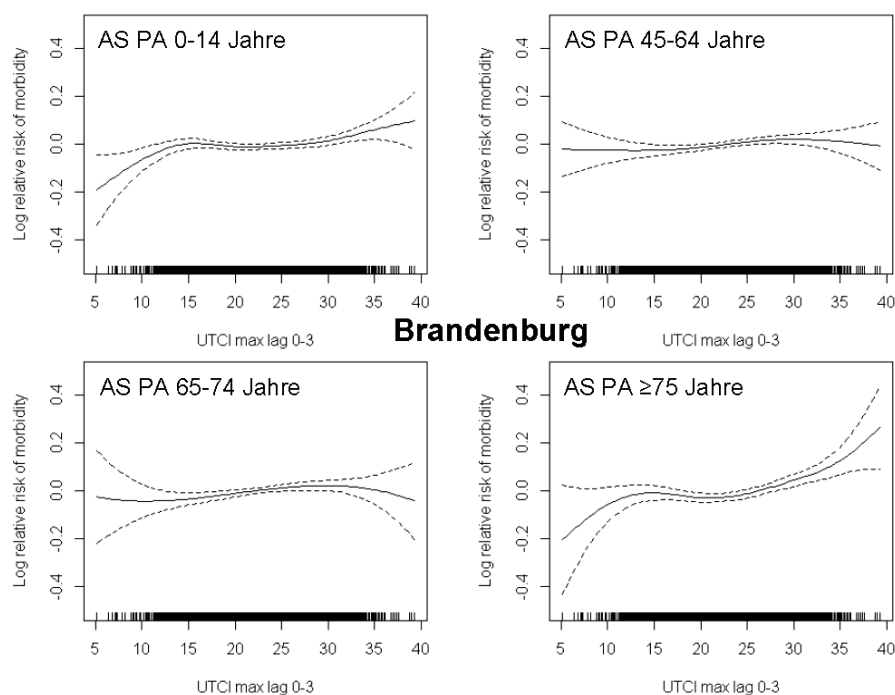 AS PA 0-14 Jahre
Log relative risk of morbidity
0.4
0.2
0.0
-0.2
-0.4
5 10 15 20 25 30 35 40
UTCI max lag 0-3
AS PA 45-64 Jahre
Log relative risk of morbidity
0.4
0.2
0.0
-0.2
-0.4
5 10 15 20 25 30 35 40
UTCI max lag 0-3
Brandenburg
AS PA 65-74 Jahre
Log relative risk of morbidity
0.4
0.2
0.0
-0.2
-0.4
5 10 15 20 25 30 35 40
UTCI max lag 0-3
AS PA ≥75 Jahre
Log relative risk of morbidity
0.4
0.2
0.0
-0.2
-0.4
5 10 15 20 25 30 35 40
UTCI max lag 0-3